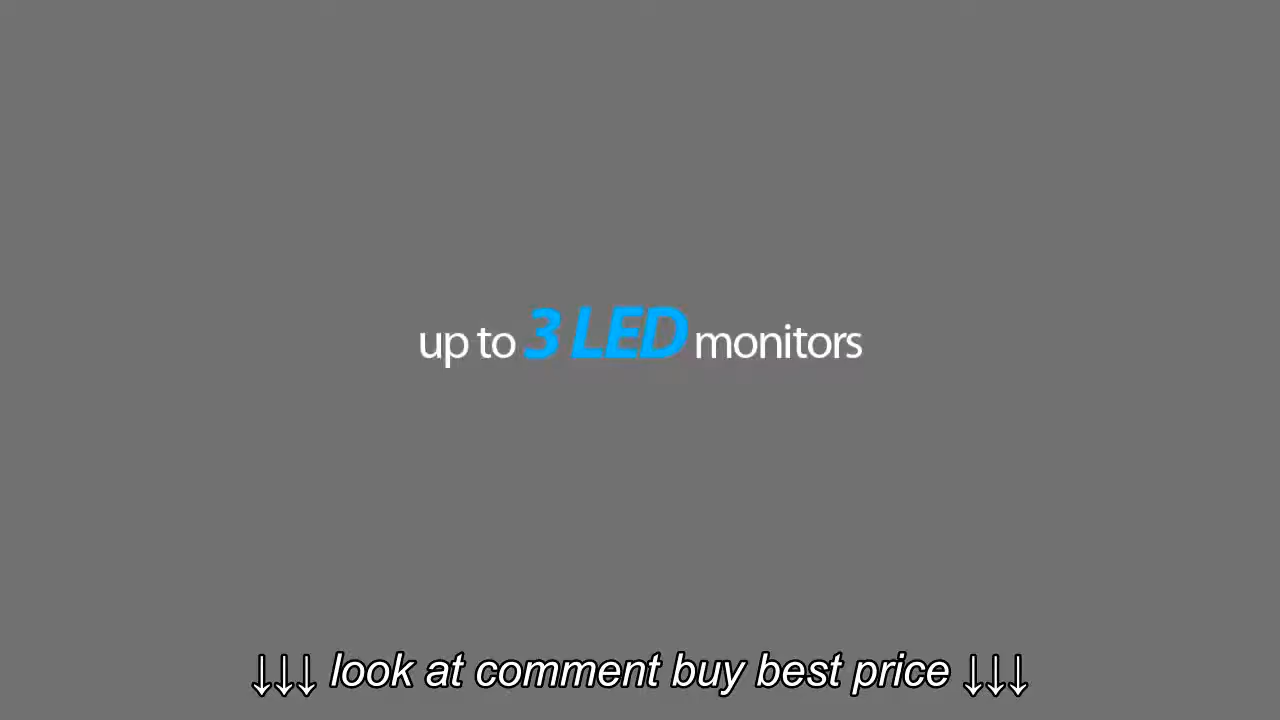 up to 3 LED monitors
↓↓↓ look at comment buy best price ↓↓↓